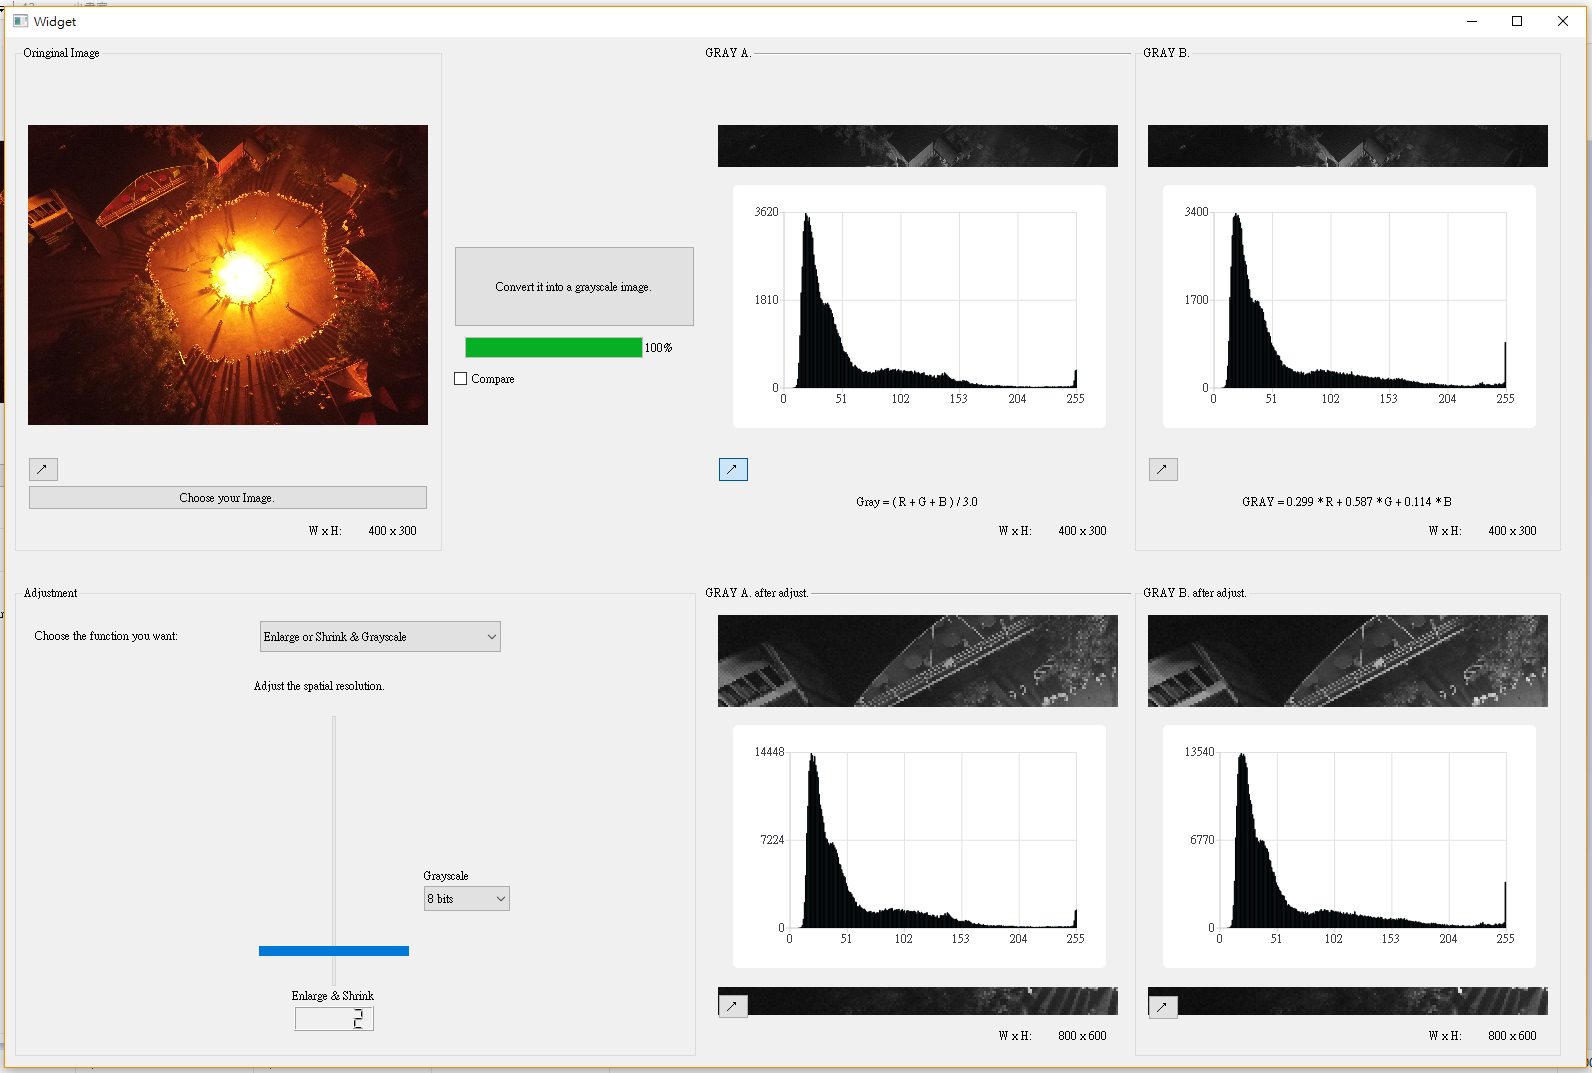 Widget
Oringinal Image
GRAY A.
GRAY B.
3620
1810
0
0 51 102 153 204 255
3400
1700
0
0 51 102 153 204 255
Convert it into a grayscale image.
100%
Compare
Choose your Image.
W x H: 400 x 300
Gray = ( R + G + B ) / 3.0
W x H: 400 x 300
GRAY = 0.299 * R + 0.587 * G + 0.114 * B
W x H: 400 x 300
Adjustment
Choose the function you want:
Enlarge or Shrink & Grayscale
Adjust the spatial resolution.
Grayscale
8 bits
Enlarge & Shrink
2
GRAY A. after adjust.
14448
7224
0
0 51 102 153 204 255
W x H: 800 x 600
GRAY B. after adjust.
13540
6770
0
0 51 102 153 204 255
W x H: 800 x 600